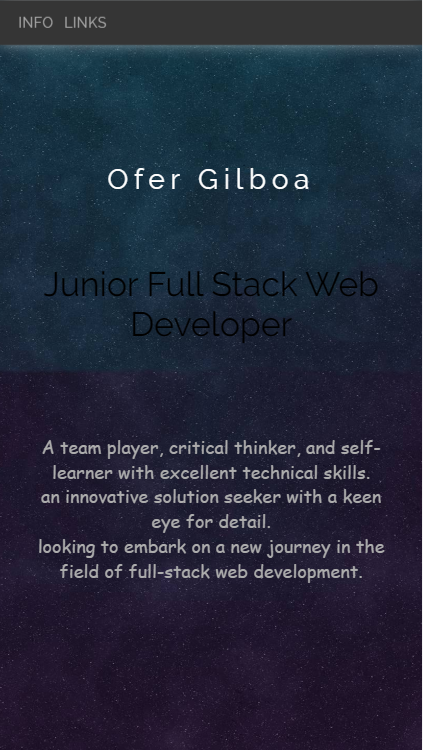 INFO LINKS
Ofer Gilboa
Junior Full Stack Web
Developer
A team player, critical thinker, and self-
learner with excellent technical skills.
an innovative solution seeker with a keen
eye for detail.
looking to embark on a new journey in the
field of full-stack web development.